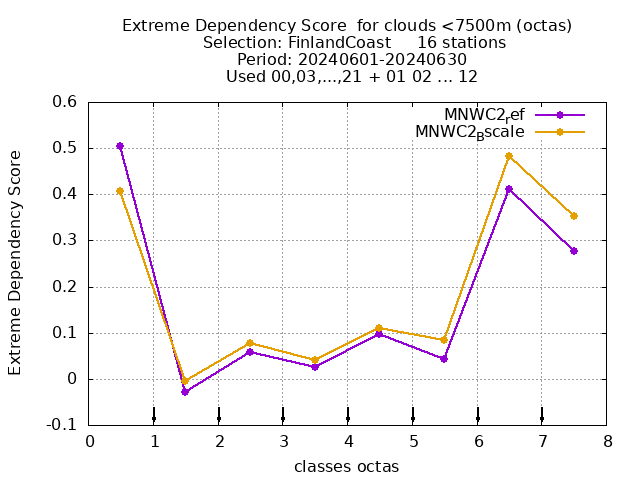 Extreme Dependency Score  for clouds <7500m (octas)
Selection: FinlandCoast     16 stations
Period: 20240601-20240630
Used 00,03,...,21 + 01 02 ... 12
MNWC2ref
MNWC2Bscale
0.6
0.5
0.4
0.3
0.2
0.1
0
-0.1
Extreme Dependency Score
0 1 2 3 4 5 6 7 8
classes octas